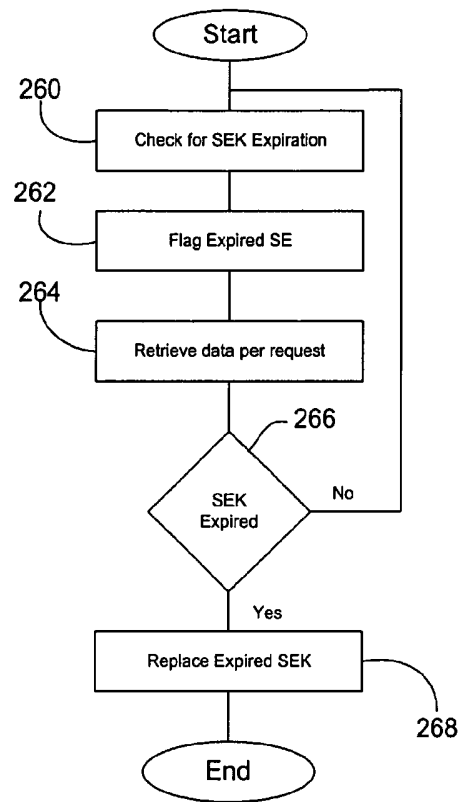 Start
260
Check for SEK Expiration
262
Flag Expired SE
264
Retrieve data per request
266
SEK
Expired
No
Yes
Replace Expired SEK
268
End